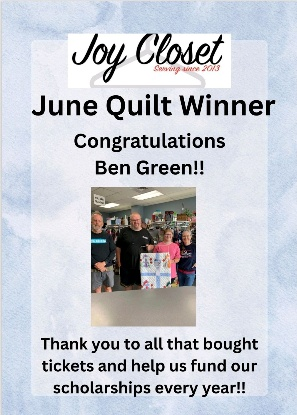 Joy Closet
Serving since 2013
June Quilt Winner
Congratulations
Ben Green!!
Thank you to all that bought
tickets and help us fund our
scholarships every year!!